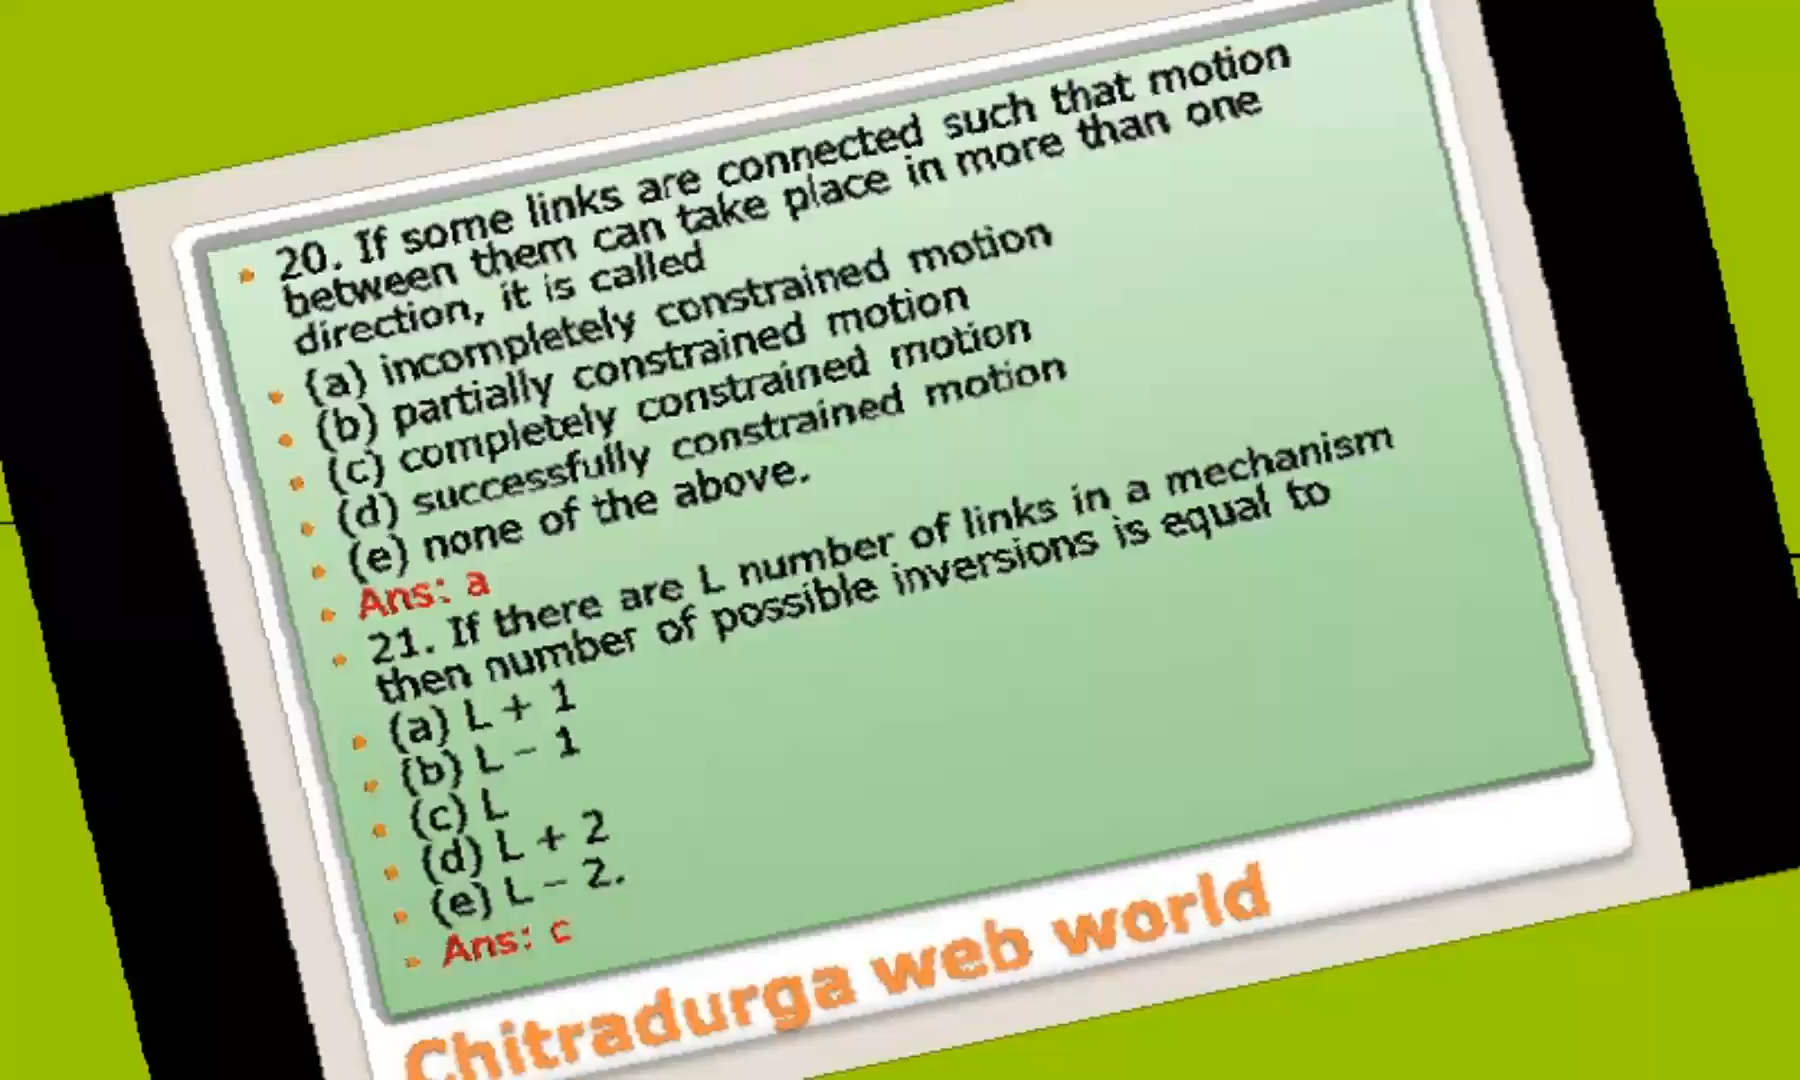 20. If some links are connected such that motion
between them can take place in more than one
direction, it is called
(a) incompletely constrained motion
(b) partially constrained motion
(c) completely constrained motion
(d) successfully constrained motion
(e) none of the above.
Ans: a
21. If there are L number of links in a mechanism
then number of possible inversions is equal to
(a) L + 1
(b) L – 1
(c) L
(d) L + 2
(e) L – 2.
Ans: c
Chitradurga web world